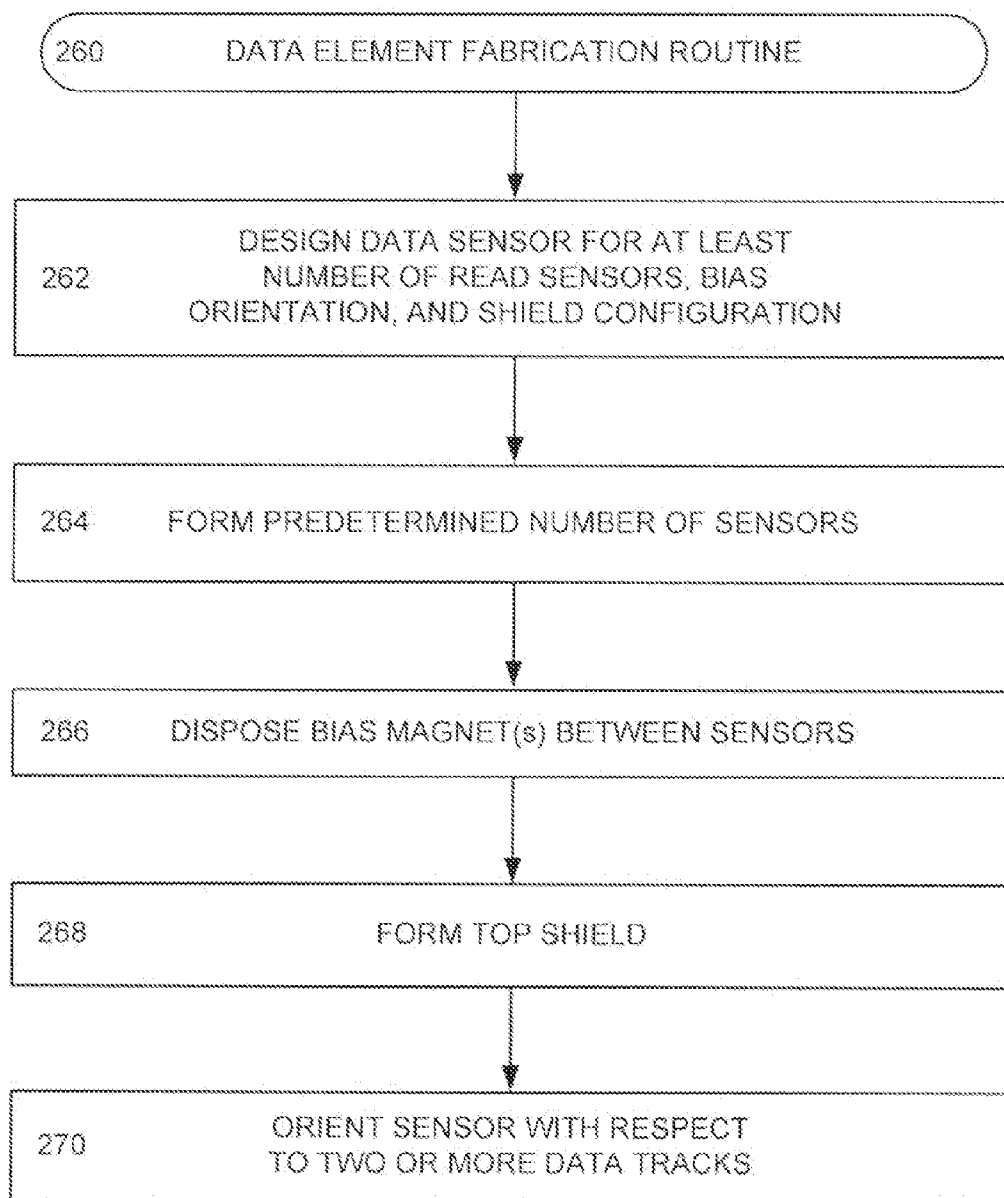 260 DATA ELEMENT FABRICATION ROUTINE
262 DESIGN DATA SENSOR FOR AT LEAST
NUMBER OF READ SENSORS, BIAS
ORIENTATION, AND SHIELD CONFIGURATION
264 FORM PREDETERMINED NUMBER OF SENSORS
266 DISPOSE BIAS MAGNET(s) BETWEEN SENSORS
268 FORM TOP SHIELD
270 ORIENT SENSOR WITH RESPECT
TO TWO OR MORE DATA TRACKS